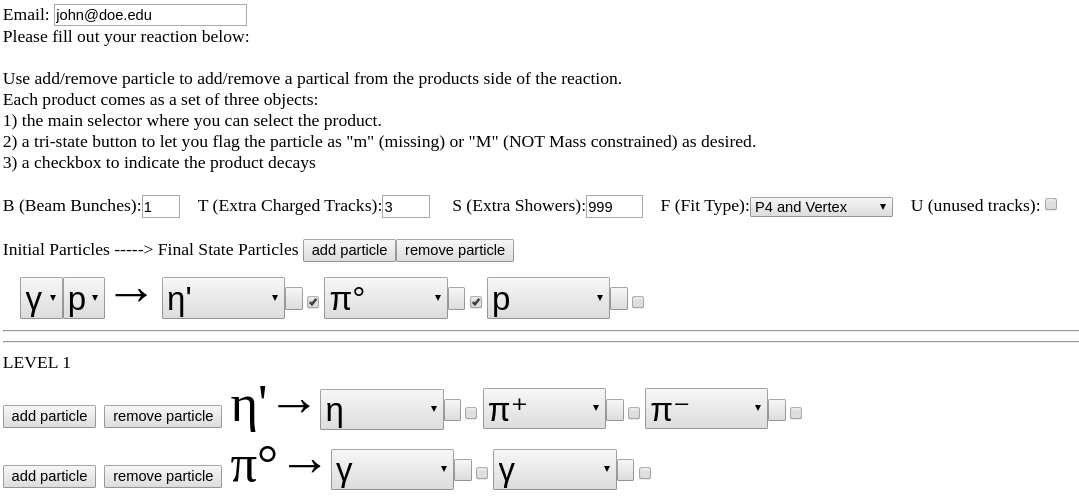 Email: john@doe.edu
Please fill out your reaction below:
Use add/remove particle to add/remove a partical from the products side of the reaction.
Each product comes as a set of three objects:
1) the main selector where you can select the product.
2) a tri-state button to let you flag the particle as "m" (missing) or "M" (NOT Mass constrained) as desired.
3) a checkbox to indicate the product decays
B (Beam Bunches): 1 T (Extra Charged Tracks): 3 S (Extra Showers): 999 F (Fit Type): P4 and Vertex U (unused tracks):
Initial Particles -----> Final State Particles add particle remove particle
γ p → η' π° p
LEVEL 1
add particle remove particle η' → η π⁺ π⁻
add particle remove particle π° → γ γ